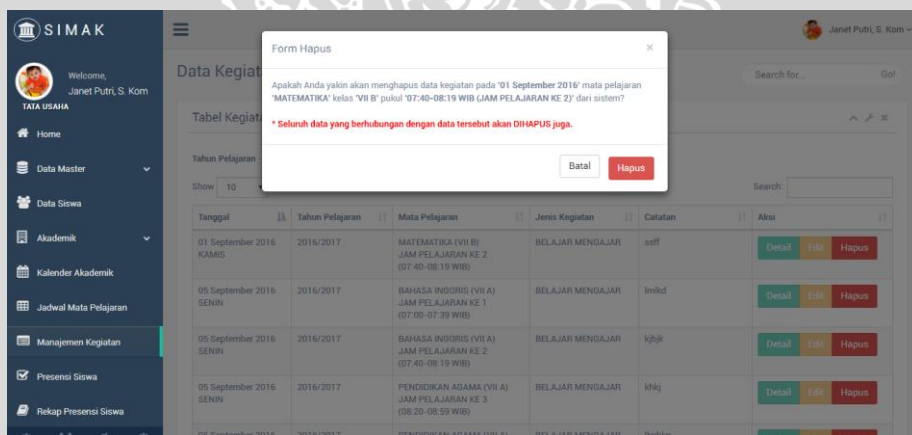 SIMAK
Janet Putri, S. Kom
Welcome,
Janet Putri, S. Kom
TATA USAHA
Home
Data Master
Data Siswa
Akademik
Kalender Akademik
Jadwal Mata Pelajaran
Manajemen Kegiatan
Presensi Siswa
Rekap Presensi Siswa
Form Hapus ×
Apakah Anda yakin akan menghapus data kegiatan pada '01 September 2016' mata pelajaran
'MATEMATIKA' kelas 'VII B' pukul '07:40-08:19 WIB (JAM PELAJARAN KE 2)' dari sistem?
* Seluruh data yang berhubungan dengan data tersebut akan DIHAPUS juga.
Batal Hapus
Data Kegiat
Search for... Go!
Tabel Kegiat
Tahun Pelajaran
Show 10
Search:
Tanggal Tahun Pelajaran Mata Pelajaran Jenis Kegiatan Catatan Aksi
01 September 2016 2016/2017 MATEMATIKA (VII B) BELAJAR MENGAJAR Detail Edit Hapus
KAMIS JAM PELAJARAN KE 2
(07:40-08:19 WIB)
05 September 2016 2016/2017 BAHASA INGGRIS (VII A) BELAJAR MENGAJAR Detail Edit Hapus
SENIN JAM PELAJARAN KE 1
(07:00-07:39 WIB)
05 September 2016 2016/2017 BAHASA INGGRIS (VII A) BELAJAR MENGAJAR kjbjk Detail Edit Hapus
SENIN JAM PELAJARAN KE 2
(07:40-08:19 WIB)
05 September 2016 2016/2017 PENDIDIKAN AGAMA (VII A) BELAJAR MENGAJAR khkj Detail Edit Hapus
SENIN JAM PELAJARAN KE 3
(08:20-08:59 WIB)